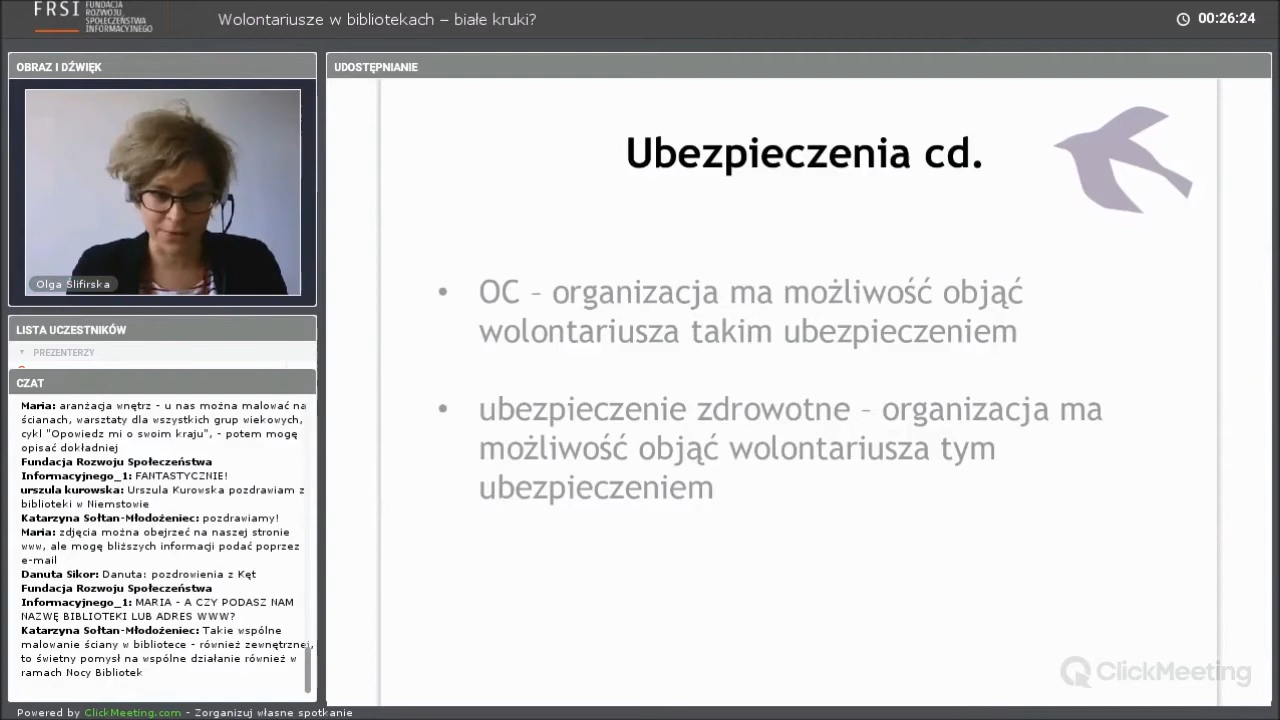 FRSI
FUNDACJA
ROZWOJU
SPOŁECZEŃSTWA
INFORMACYJNEGO
Wolontariusze w bibliotekach – białe kruki?
00:26:24
OBRAZ I DŹWIĘK
Olga Ślifirska
LISTA UCZESTNIKÓW
PREZENTERZY
CZAT
Maria: aranżacja wnętrz - u nas można malować na
ścianach, warsztaty dla wszystkich grup wiekowych,
cykl "Opowiedz mi o swoim kraju", - potem mogę
opisać dokładniej
Fundacja Rozwoju Społeczeństwa
Informacyjnego_1: FANTASTYCZNIE!
urszula kurowska: Urszula Kurowska pozdrawiam z
biblioteki w Niemstowie
Katarzyna Sołtan-Młodożeniec: pozdrawiamy!
Maria: zdjęcia można obejrzeć na naszej stronie
www, ale mogę bliższych informacji podać poprzez
e-mail
Danuta Sikor: Danuta: pozdrowienia z Kęt
Fundacja Rozwoju Społeczeństwa
Informacyjnego_1: MARIA - A CZY PODASZ NAM
NAZWĘ BIBLIOTEKI LUB ADRES WWW?
Katarzyna Sołtan-Młodożeniec: Takie wspólne
malowanie ściany w bibliotece - również zewnętrznej,
to świetny pomysł na wspólne działanie również w
ramach Nocy Bibliotek
UDOSTĘPNIANIE
Ubezpieczenia cd.
• OC – organizacja ma możliwość objąć
wolontariusza takim ubezpieczeniem
• ubezpieczenie zdrowotne – organizacja ma
możliwość objąć wolontariusza tym
ubezpieczeniem
ClickMeeting
Powered by ClickMeeting.com - Zorganizuj własne spotkanie